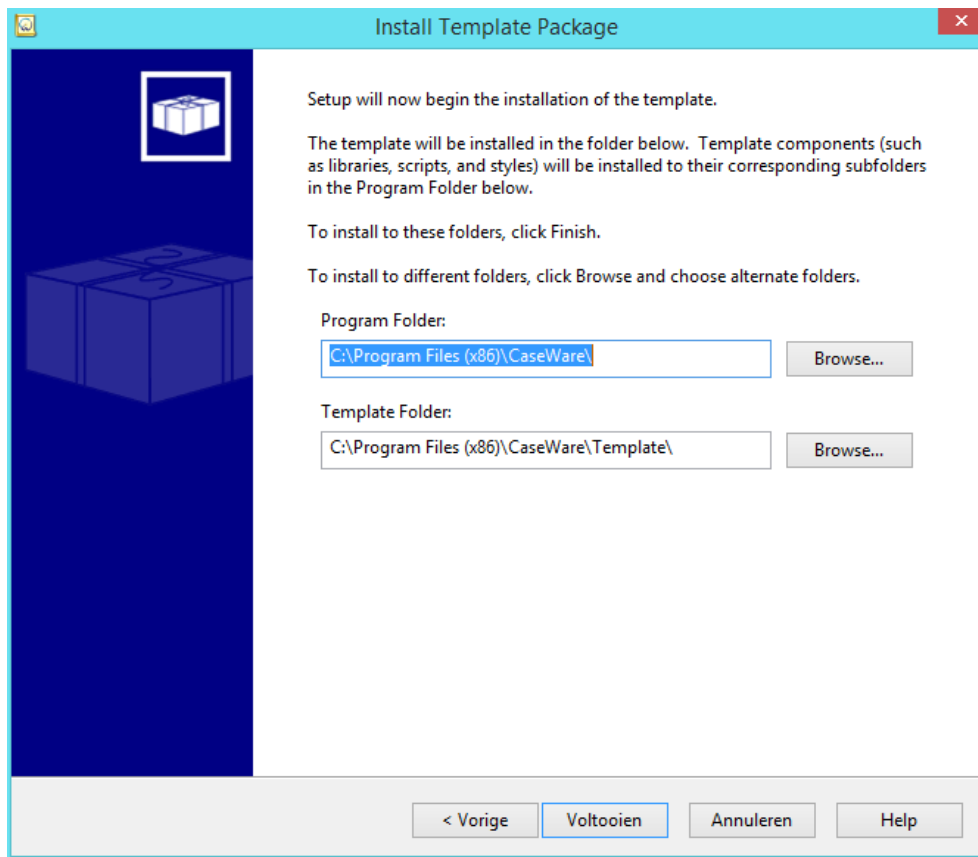 Install Template Package
Setup will now begin the installation of the template.
The template will be installed in the folder below.  Template components (such
as libraries, scripts, and styles) will be installed to their corresponding subfolders
in the Program Folder below.
To install to these folders, click Finish.
To install to different folders, click Browse and choose alternate folders.
Program Folder:
C:\Program Files (x86)\CaseWare\
Browse...
Template Folder:
C:\Program Files (x86)\CaseWare\Template\
Browse...
< Vorige
Voltooien
Annuleren
Help